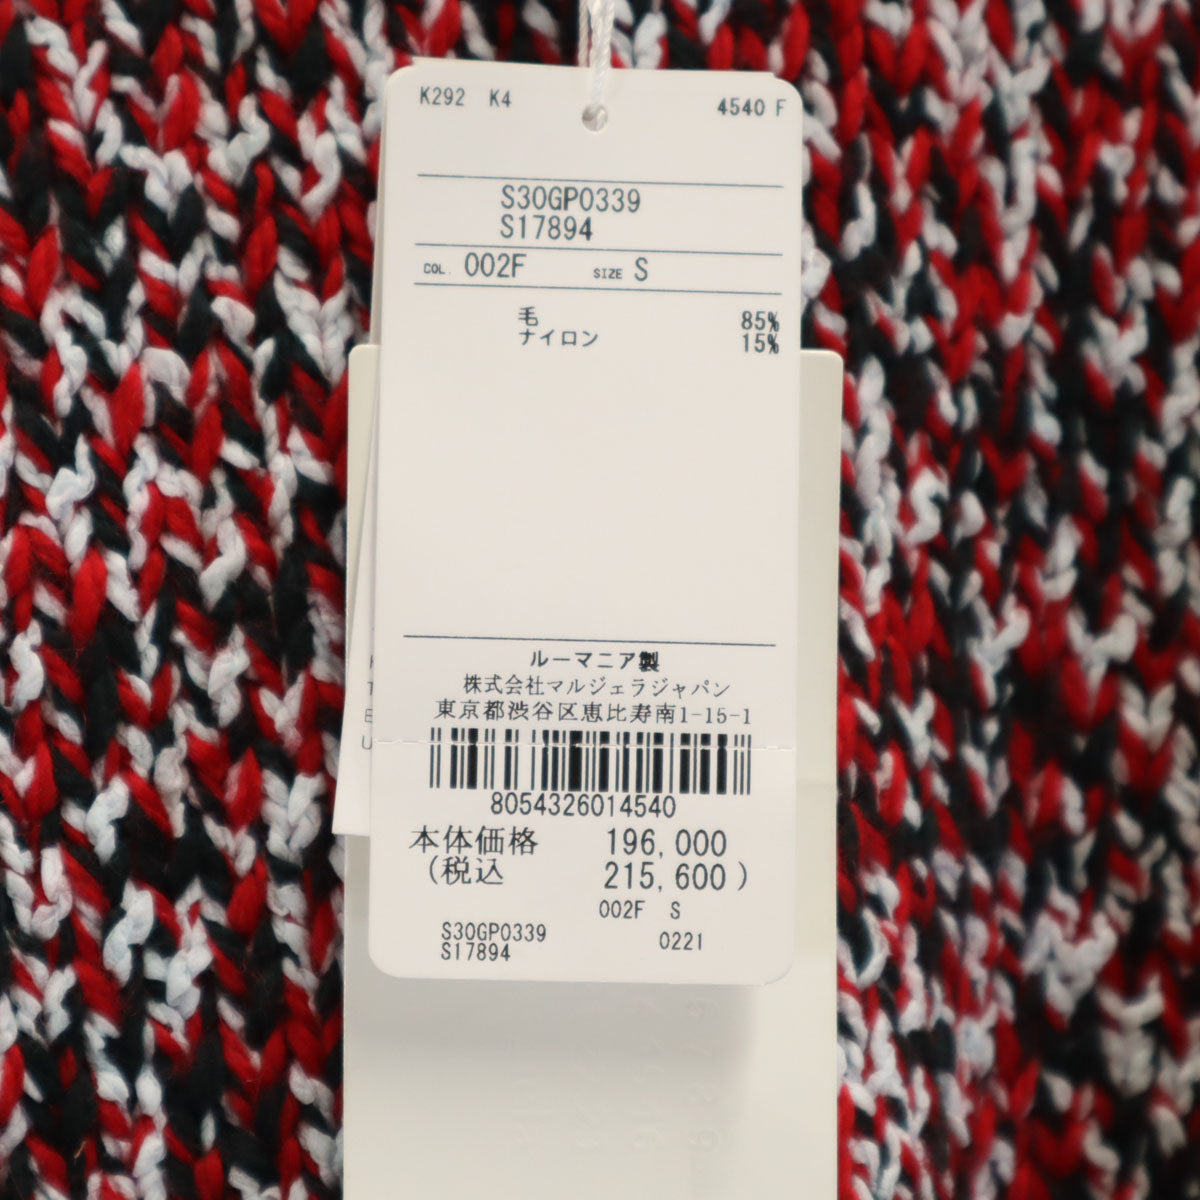 K292 K4 4540 F
S30GP0339
S17894
COL. 002F SIZE S
毛 85%
ナイロン 15%
ルーマニア製
株式会社マルジェラジャパン
東京都渋谷区恵比寿南1-15-1
8054326014540
本体価格 196,000
(税込 215,600)
002F S
S30GP0339 0221
S17894